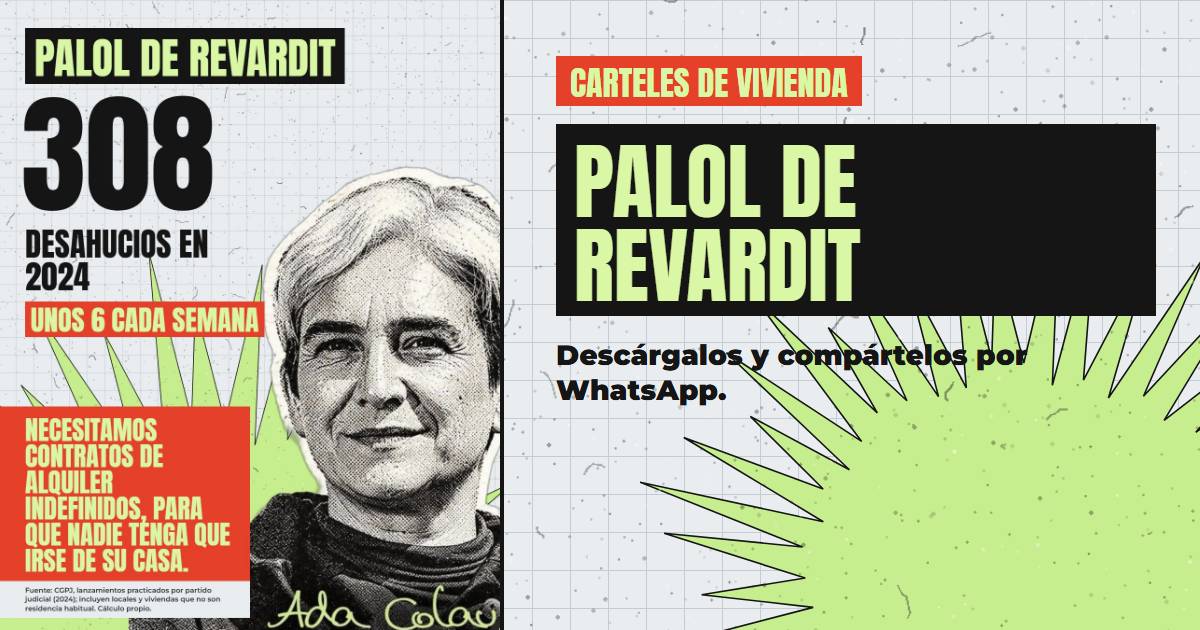 PALOL DE REVARDIT
308
DESAHUCIOS EN
2024
UNOS 6 CADA SEMANA
NECESITAMOS
CONTRATOS DE
ALQUILER
INDEFINIDOS, PARA
QUE NADIE TENGA QUE
IRSE DE SU CASA.
Fuente: CGPJ, lanzamientos practicados por partido
judicial (2024); incluyen locales y viviendas que no son
residencia habitual. Cálculo propio.
Ada Colau
CARTELES DE VIVIENDA
PALOL DE
REVARDIT
Descárgalos y compártelos por
WhatsApp.